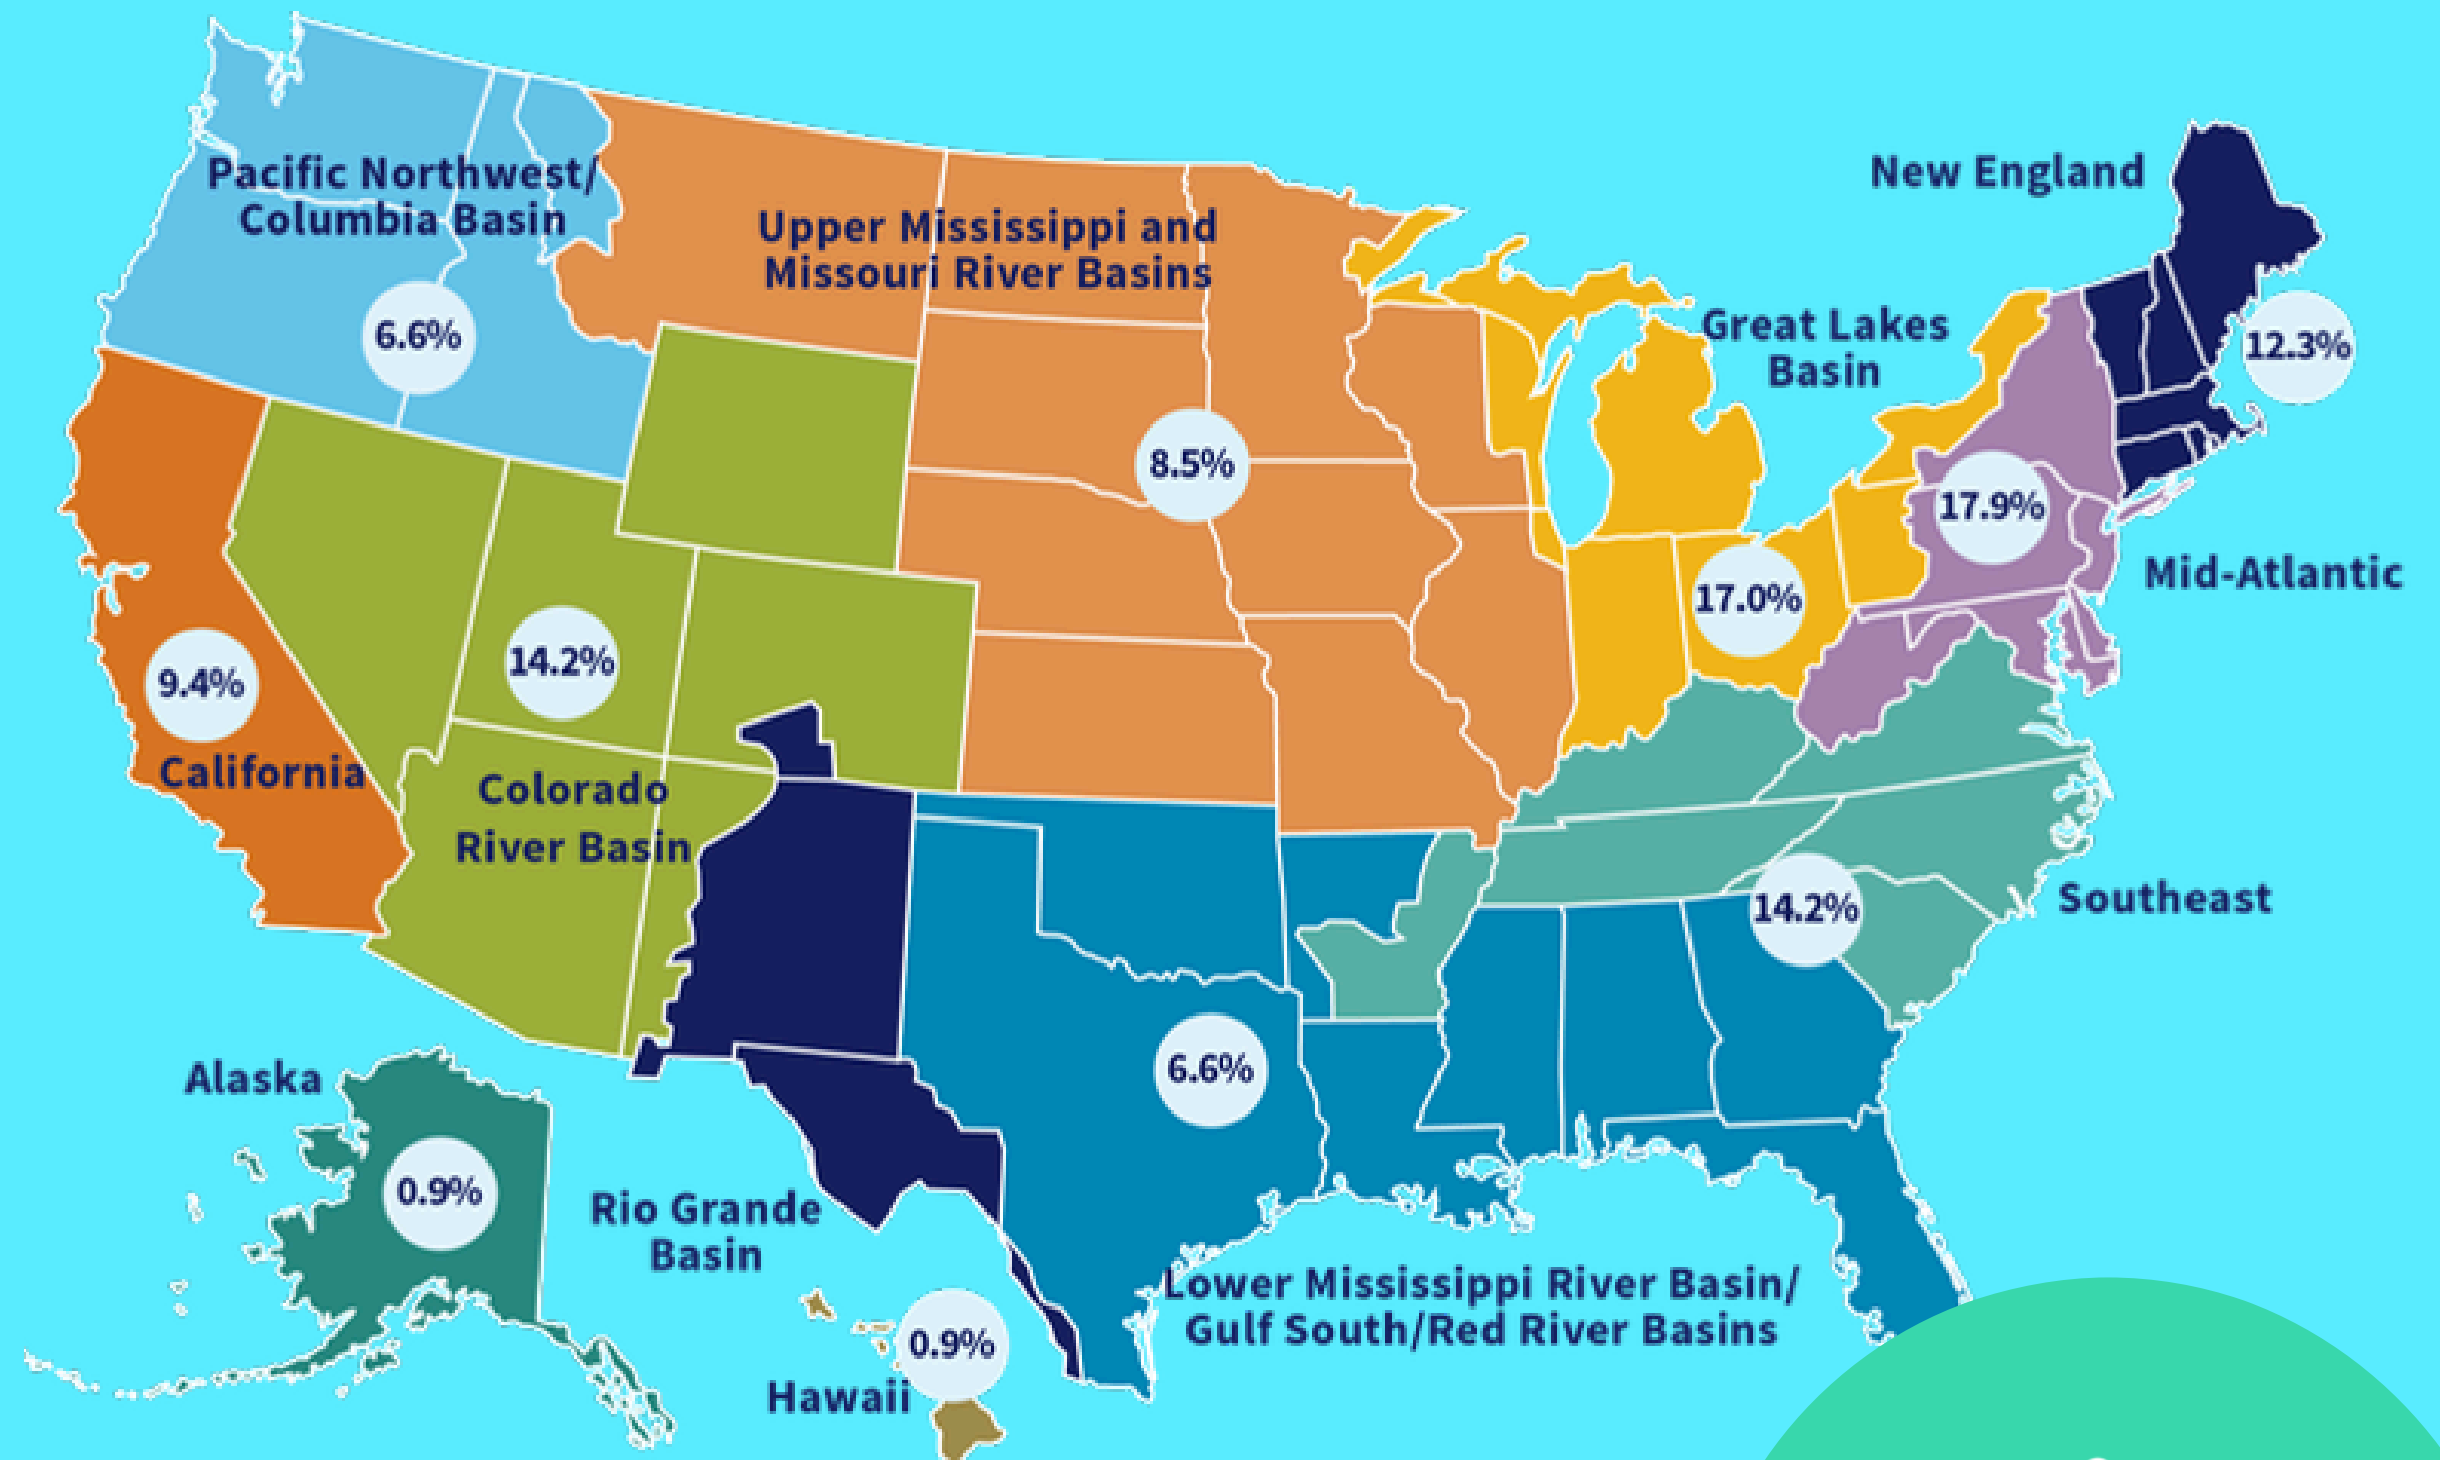 Pacific Northwest/
Columbia Basin
6.6%
Upper Mississippi and
Missouri River Basins
8.5%
New England
12.3%
Great Lakes
Basin
17.0%
17.9%
Mid-Atlantic
9.4%
California
14.2%
Colorado
River Basin
14.2%
Southeast
6.6%
Lower Mississippi River Basin/
Gulf South/Red River Basins
Alaska
0.9%
Rio Grande
Basin
0.9%
Hawaii